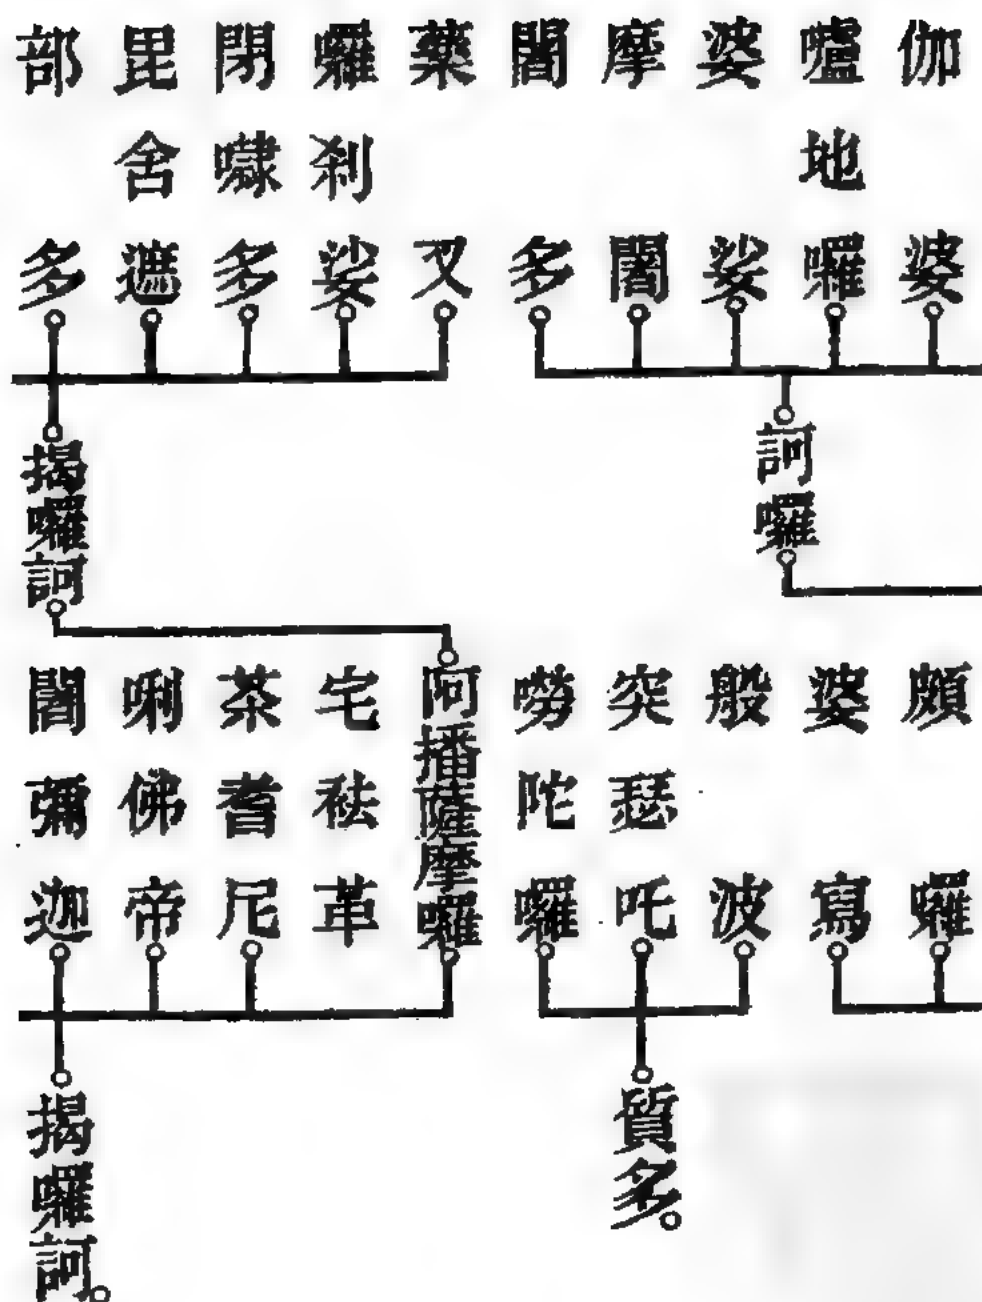 伽婆
嚧地囉
婆娑
摩闍
闍多
訶囉
藥叉
囉剎娑
閉㘑多
毘舍遮
部多
揭囉訶
頗囉
婆寫
般波
突瑟吒
嘮陀囉
質多。
阿播薩摩囉
宅袪革
茶耆尼
唎佛帝
闍彌迦
揭囉訶。